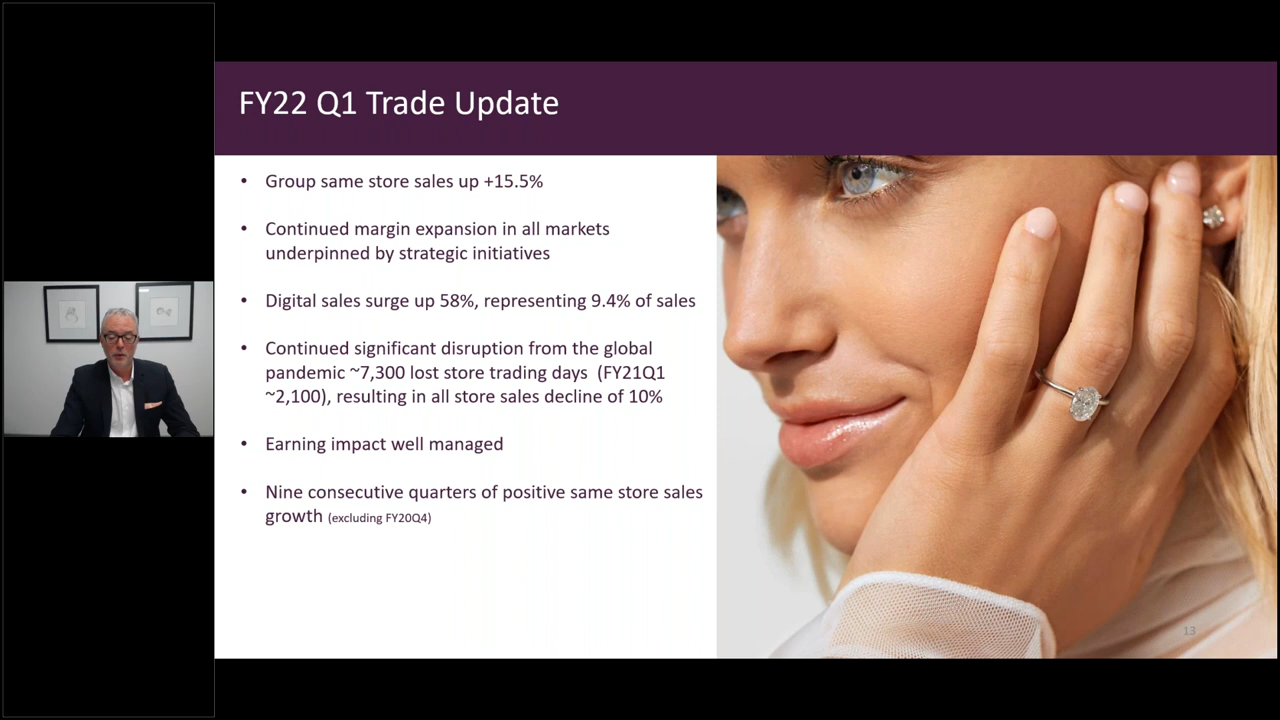 FY22 Q1 Trade Update
• Group same store sales up +15.5%
• Continued margin expansion in all markets
underpinned by strategic initiatives
• Digital sales surge up 58%, representing 9.4% of sales
• Continued significant disruption from the global
pandemic ~7,300 lost store trading days  (FY21Q1
~2,100), resulting in all store sales decline of 10%
• Earning impact well managed
• Nine consecutive quarters of positive same store sales
growth (excluding FY20Q4)
13